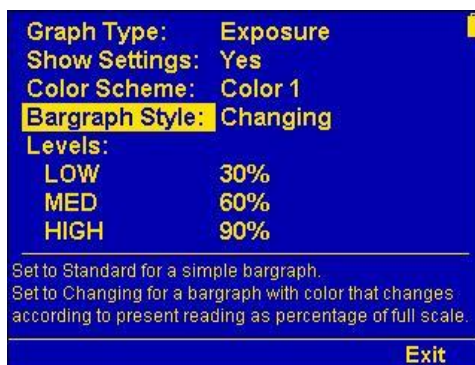 Graph Type: Exposure
Show Settings: Yes
Color Scheme: Color 1
Bargraph Style: Changing
Levels:
LOW 30%
MED 60%
HIGH 90%
Set to Standard for a simple bargraph.
Set to Changing for a bargraph with color that changes
according to present reading as percentage of full scale.
Exit